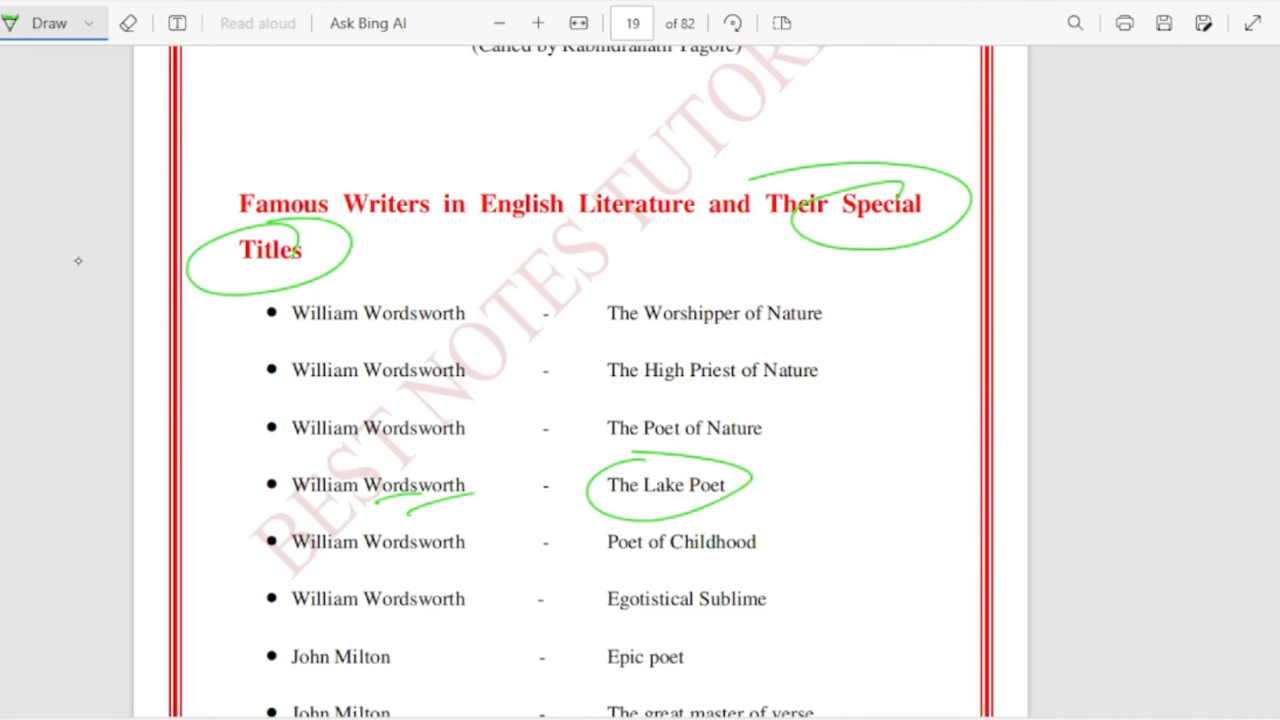 Draw
Read aloud
Ask Bing AI
19 of 82
(Called by Rabindranath Tagore)
Famous Writers in English Literature and Their Special
Titles
• William Wordsworth - The Worshipper of Nature
• William Wordsworth - The High Priest of Nature
• William Wordsworth - The Poet of Nature
• William Wordsworth - The Lake Poet
• William Wordsworth - Poet of Childhood
• William Wordsworth - Egotistical Sublime
• John Milton - Epic poet
• John Milton - The great master of verse
BEST NOTES TUTOR